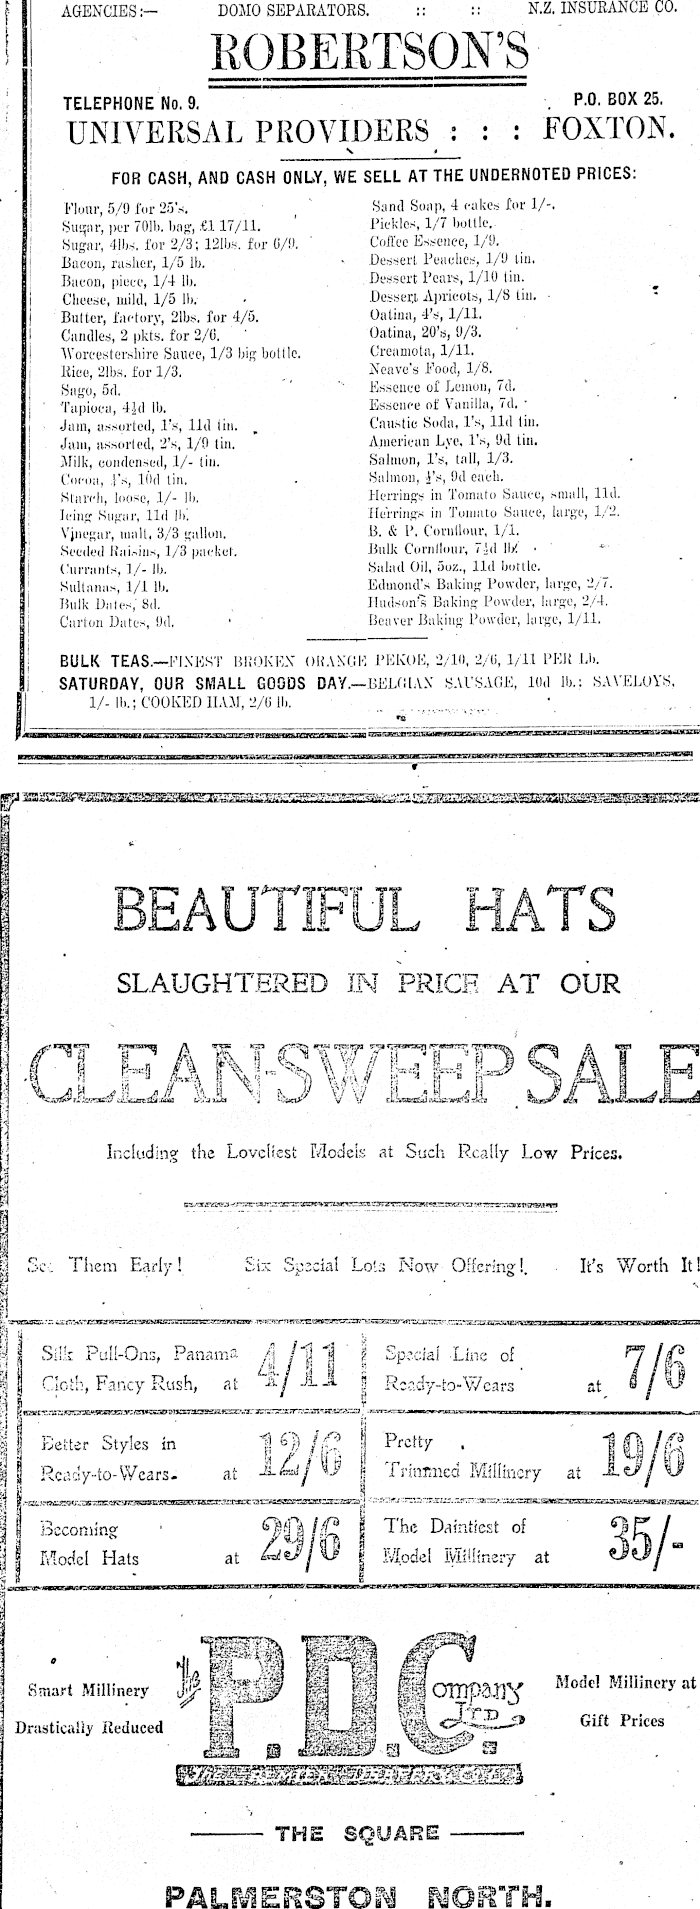 AGENCIES:— DOMO SEPARATORS. :: :: N.Z. INSURANCE CO.
ROBERTSON'S
TELEPHONE No. 9. P.O. BOX 25.
UNIVERSAL PROVIDERS : : : FOXTON.
FOR CASH, AND CASH ONLY, WE SELL AT THE UNDERNOTED PRICES:
Flour, 5/9 for 25's.
Sugar, per 70lb. bag, £1 17/11.
Sugar, 4lbs. for 2/3; 12lbs. for 6/9.
Bacon, rasher, 1/5 lb.
Bacon, piece, 1/4 lb.
Cheese, mild, 1/5 lb.
Butter, factory, 2lbs. for 4/5.
Candles, 2 pkts. for 2/6.
Worcestershire Sauce, 1/3 big bottle.
Rice, 2lbs. for 1/3.
Sago, 5d.
Tapioca, 4½d lb.
Jam, assorted, 1's, 11d tin.
Jam, assorted, 2's, 1/9 tin.
Milk, condensed, 1/- tin.
Cocoa, 10d tin.
Starch, loose, 1/- lb.
Icing Sugar, 11d lb.
Vinegar, malt, 3/3 gallon.
Seeded Raisins, 1/3 packet.
Currants, 1/- lb.
Sultanas, 1/1 lb.
Bulk Dates, 8d.
Carton Dates, 9d.
Sand Soap, 4 cakes for 1/-.
Pickles, 1/7 bottle.
Coffee Essence, 1/9.
Dessert Peaches, 1/9 tin.
Dessert Pears, 1/10 tin.
Dessert Apricots, 1/8 tin.
Oatina, 4's, 1/11.
Oatina, 20's, 9/3.
Creamota, 1/11.
Neave's Food, 1/8.
Essence of Lemon, 7d.
Essence of Vanilla, 7d.
Caustic Soda, 1's, 11d tin.
American Lye, 1's, 9d tin.
Salmon, 1's, tall, 1/3.
Salmon, ½'s, 9d each.
Herrings in Tomato Sauce, small, 11d.
Herrings in Tomato Sauce, large, 1/2.
B. & P. Cornflour, 1/1.
Bulk Cornflour, 7½d lb.
Salad Oil, 5oz., 11d bottle.
Edmond's Baking Powder, large, 2/7.
Hudson's Baking Powder, large, 2/4.
Beaver Baking Powder, large, 1/11.
BULK TEAS.—FINEST BROKEN ORANGE PEKOE, 2/10, 2/6, 1/11 PER Lb.
SATURDAY, OUR SMALL GOODS DAY.—BELGIAN SAUSAGE, 10d lb.; SAVELOYS,
1/- lb.; COOKED HAM, 2/6 lb.
BEAUTIFUL HATS
SLAUGHTERED IN PRICE AT OUR
CLEAN-SWEEP SALE
Including the Loveliest Models at Such Really Low Prices.
See Them Early! Six Special Lots Now Offering! It's Worth It!
Silk Pull-Ons, Panama
Cloth, Fancy Rush, at 4/11
Special Line of
Ready-to-Wears at 7/6
Better Styles in
Ready-to-Wears. at 12/6
Pretty
Trimmed Millinery at 19/6
Becoming
Model Hats at 29/6
The Daintiest of
Model Millinery at 35/-
Smart Millinery
Drastically Reduced
The P.D.C. ompany Ltd
Model Millinery at
Gift Prices
THE SQUARE
PALMERSTON NORTH.